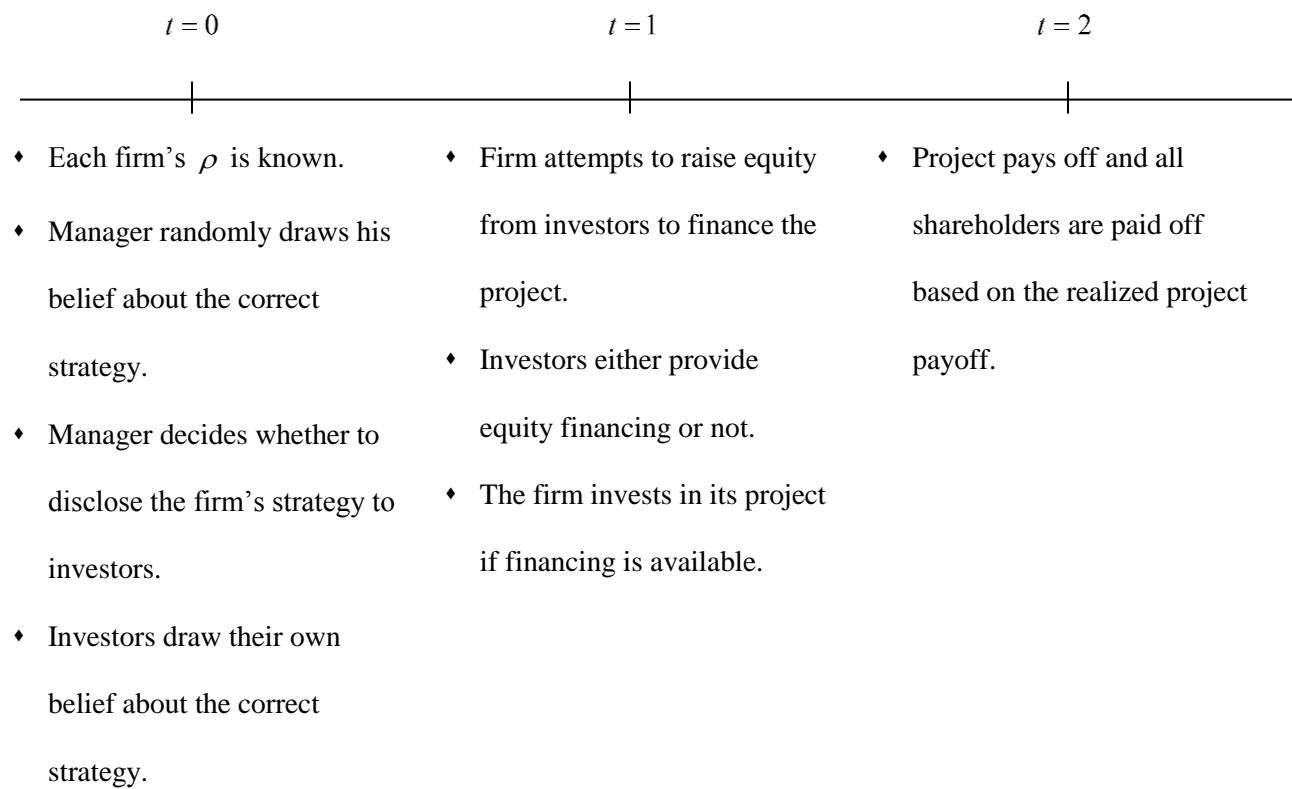 t = 0
t = 1
t = 2
♦ Each firm's ρ is known.
♦ Manager randomly draws his
belief about the correct
strategy.
♦ Manager decides whether to
disclose the firm's strategy to
investors.
♦ Investors draw their own
belief about the correct
strategy.
♦ Firm attempts to raise equity
from investors to finance the
project.
♦ Investors either provide
equity financing or not.
♦ The firm invests in its project
if financing is available.
♦ Project pays off and all
shareholders are paid off
based on the realized project
payoff.